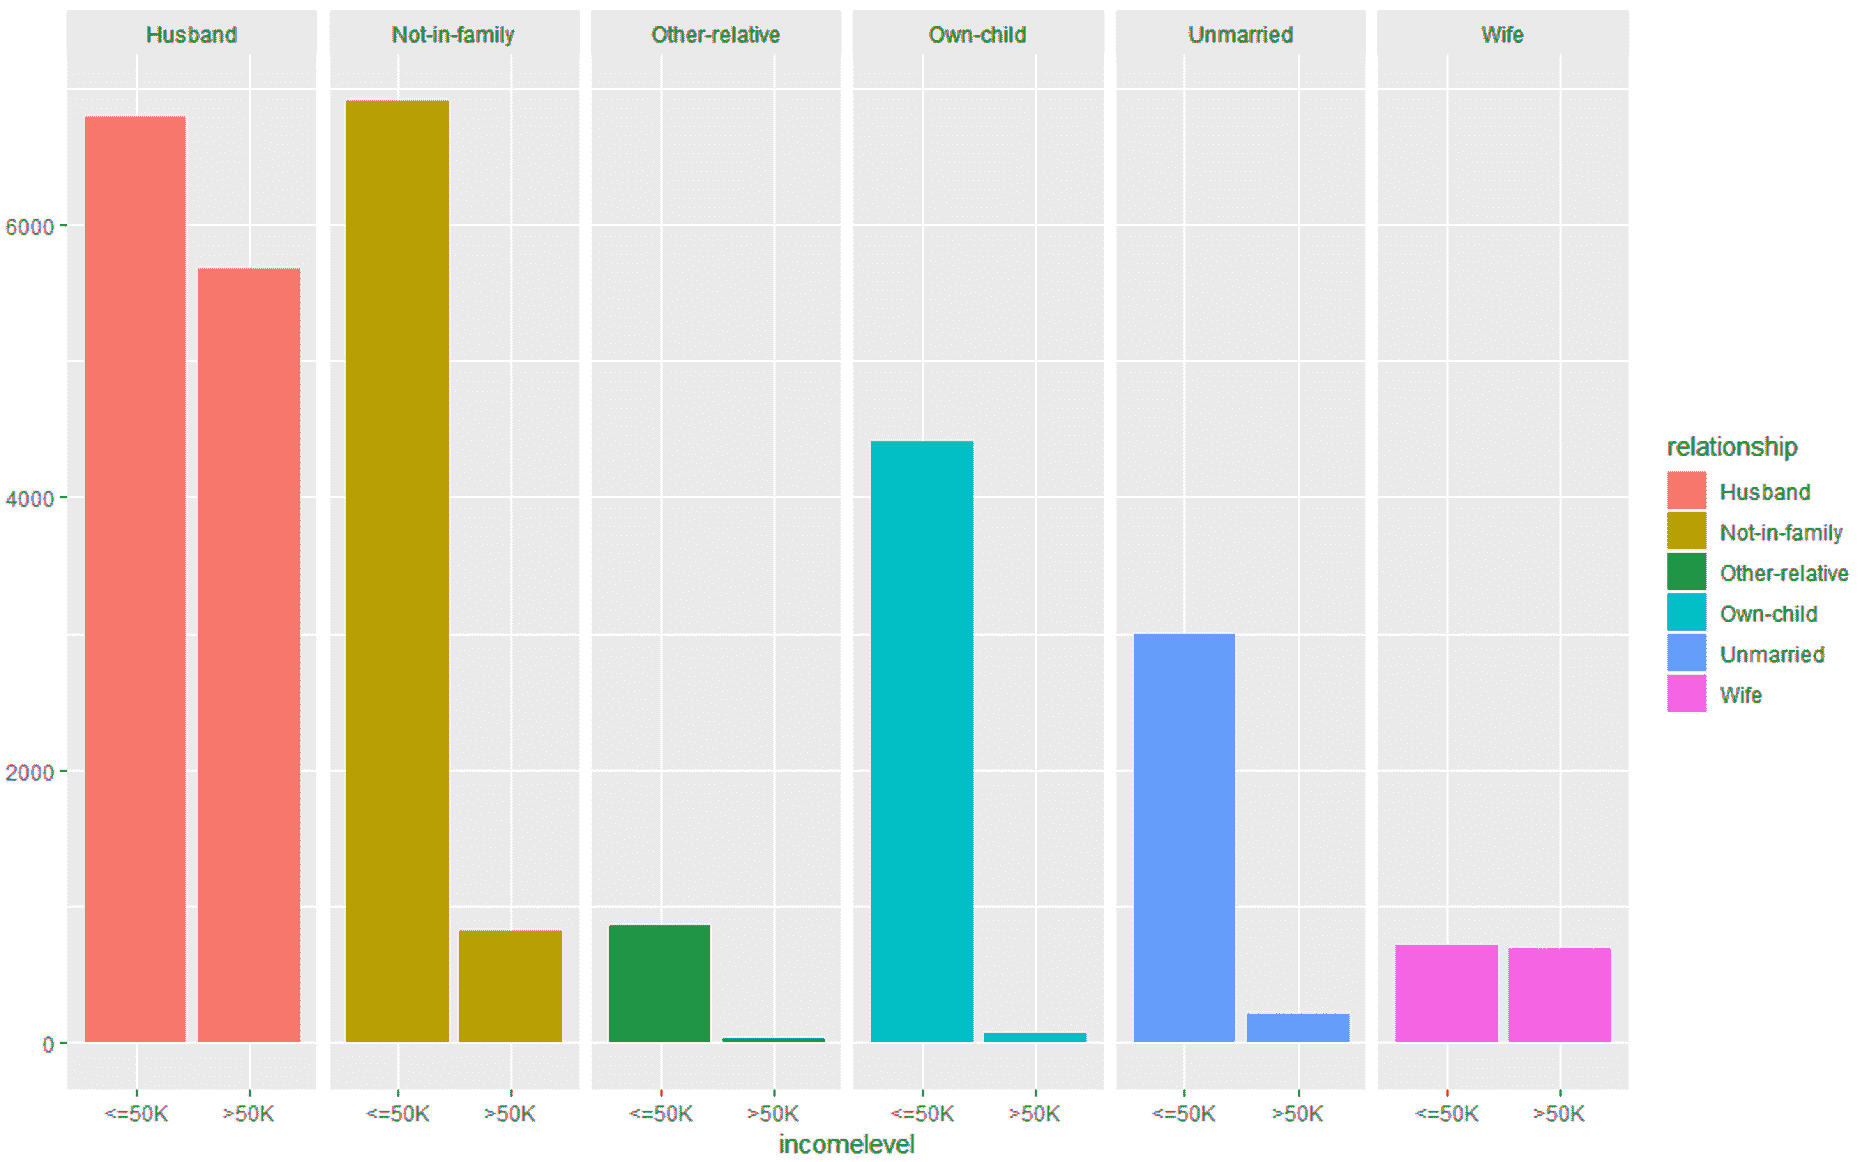 Husband Not-in-family Other-relative Own-child Unmarried Wife
6000
4000
2000
0
<=50K >50K <=50K >50K <=50K >50K <=50K >50K <=50K >50K <=50K >50K
incomelevel
relationship
Husband
Not-in-family
Other-relative
Own-child
Unmarried
Wife